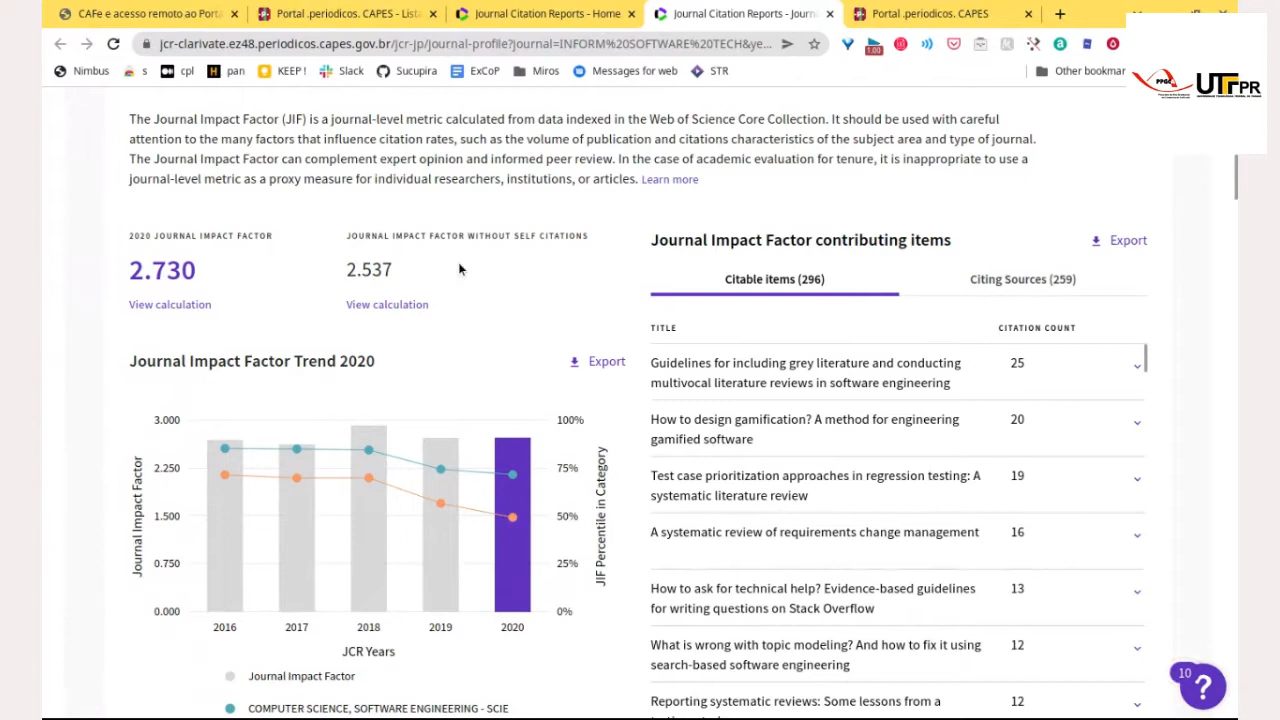 CAFe e acesso remoto ao Porta
Portal .periodicos. CAPES - Lista
Journal Citation Reports - Home
Journal Citation Reports - Journ
Portal .periodicos. CAPES
jcr-clarivate.ez48.periodicos.capes.gov.br/jcr-jp/journal-profile?journal=INFORM%20SOFTWARE%20TECH&ye...
1.00
Nimbus
s
cpl
pan
KEEP !
Slack
Sucupira
ExCoP
Miros
Messages for web
STR
Other bookmar
PPGI
UTFPR
The Journal Impact Factor (JIF) is a journal-level metric calculated from data indexed in the Web of Science Core Collection. It should be used with careful
attention to the many factors that influence citation rates, such as the volume of publication and citations characteristics of the subject area and type of journal.
The Journal Impact Factor can complement expert opinion and informed peer review. In the case of academic evaluation for tenure, it is inappropriate to use a
journal-level metric as a proxy measure for individual researchers, institutions, or articles. Learn more
2020 JOURNAL IMPACT FACTOR
2.730
View calculation
JOURNAL IMPACT FACTOR WITHOUT SELF CITATIONS
2.537
View calculation
Journal Impact Factor Trend 2020
Export
3.000
2.250
1.500
0.750
0.000
Journal Impact Factor
100%
75%
50%
25%
0%
JIF Percentile in Category
2016
2017
2018
2019
2020
JCR Years
Journal Impact Factor
COMPUTER SCIENCE, SOFTWARE ENGINEERING - SCIE
Journal Impact Factor contributing items
Export
Citable items (296)
Citing Sources (259)
TITLE
CITATION COUNT
Guidelines for including grey literature and conducting
multivocal literature reviews in software engineering
25
How to design gamification? A method for engineering
gamified software
20
Test case prioritization approaches in regression testing: A
systematic literature review
19
A systematic review of requirements change management
16
How to ask for technical help? Evidence-based guidelines
for writing questions on Stack Overflow
13
What is wrong with topic modeling? And how to fix it using
search-based software engineering
12
Reporting systematic reviews: Some lessons from a
12
10
?